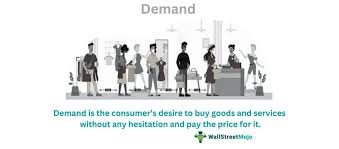 Demand
Demand is the consumer's desire to buy goods and services
without any hesitation and pay the price for it.
WallStreetMojo